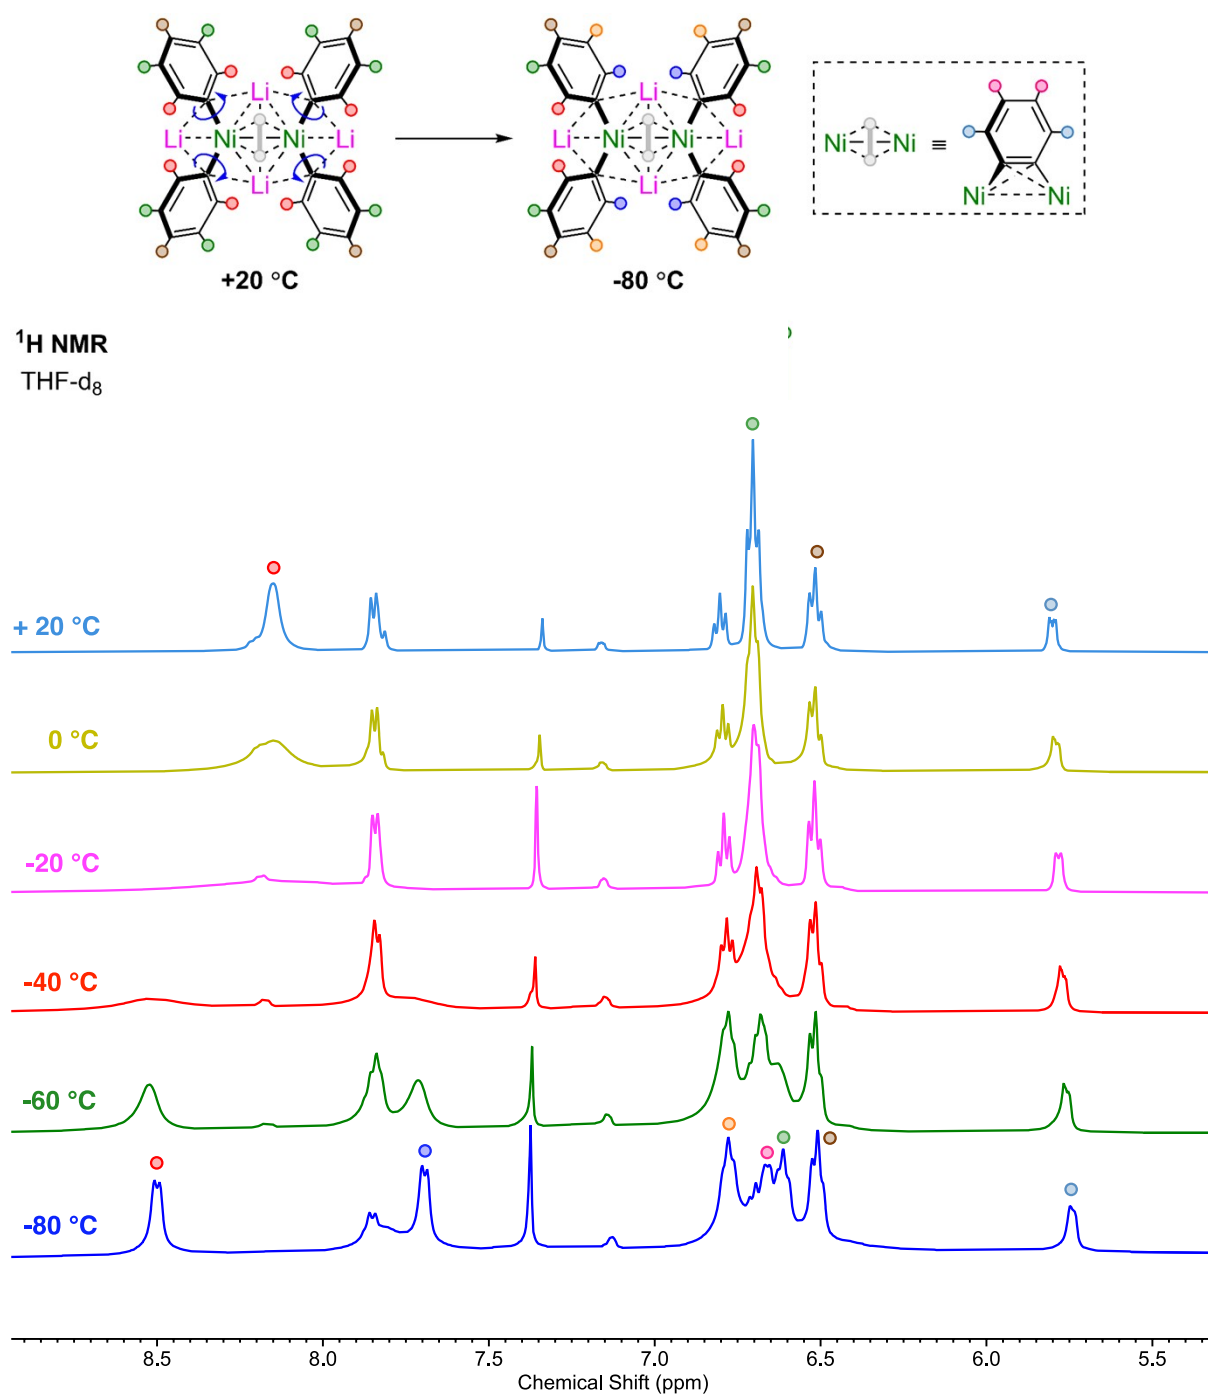 Li
Li Ni Ni Li
Li
+20 °C
Li
Li Ni Ni Li
Li
-80 °C
Ni Ni ≡
Ni Ni
¹H NMR
THF-d₈
+ 20 °C
0 °C
-20 °C
-40 °C
-60 °C
-80 °C
8.5 8.0 7.5 7.0 6.5 6.0 5.5
Chemical Shift (ppm)